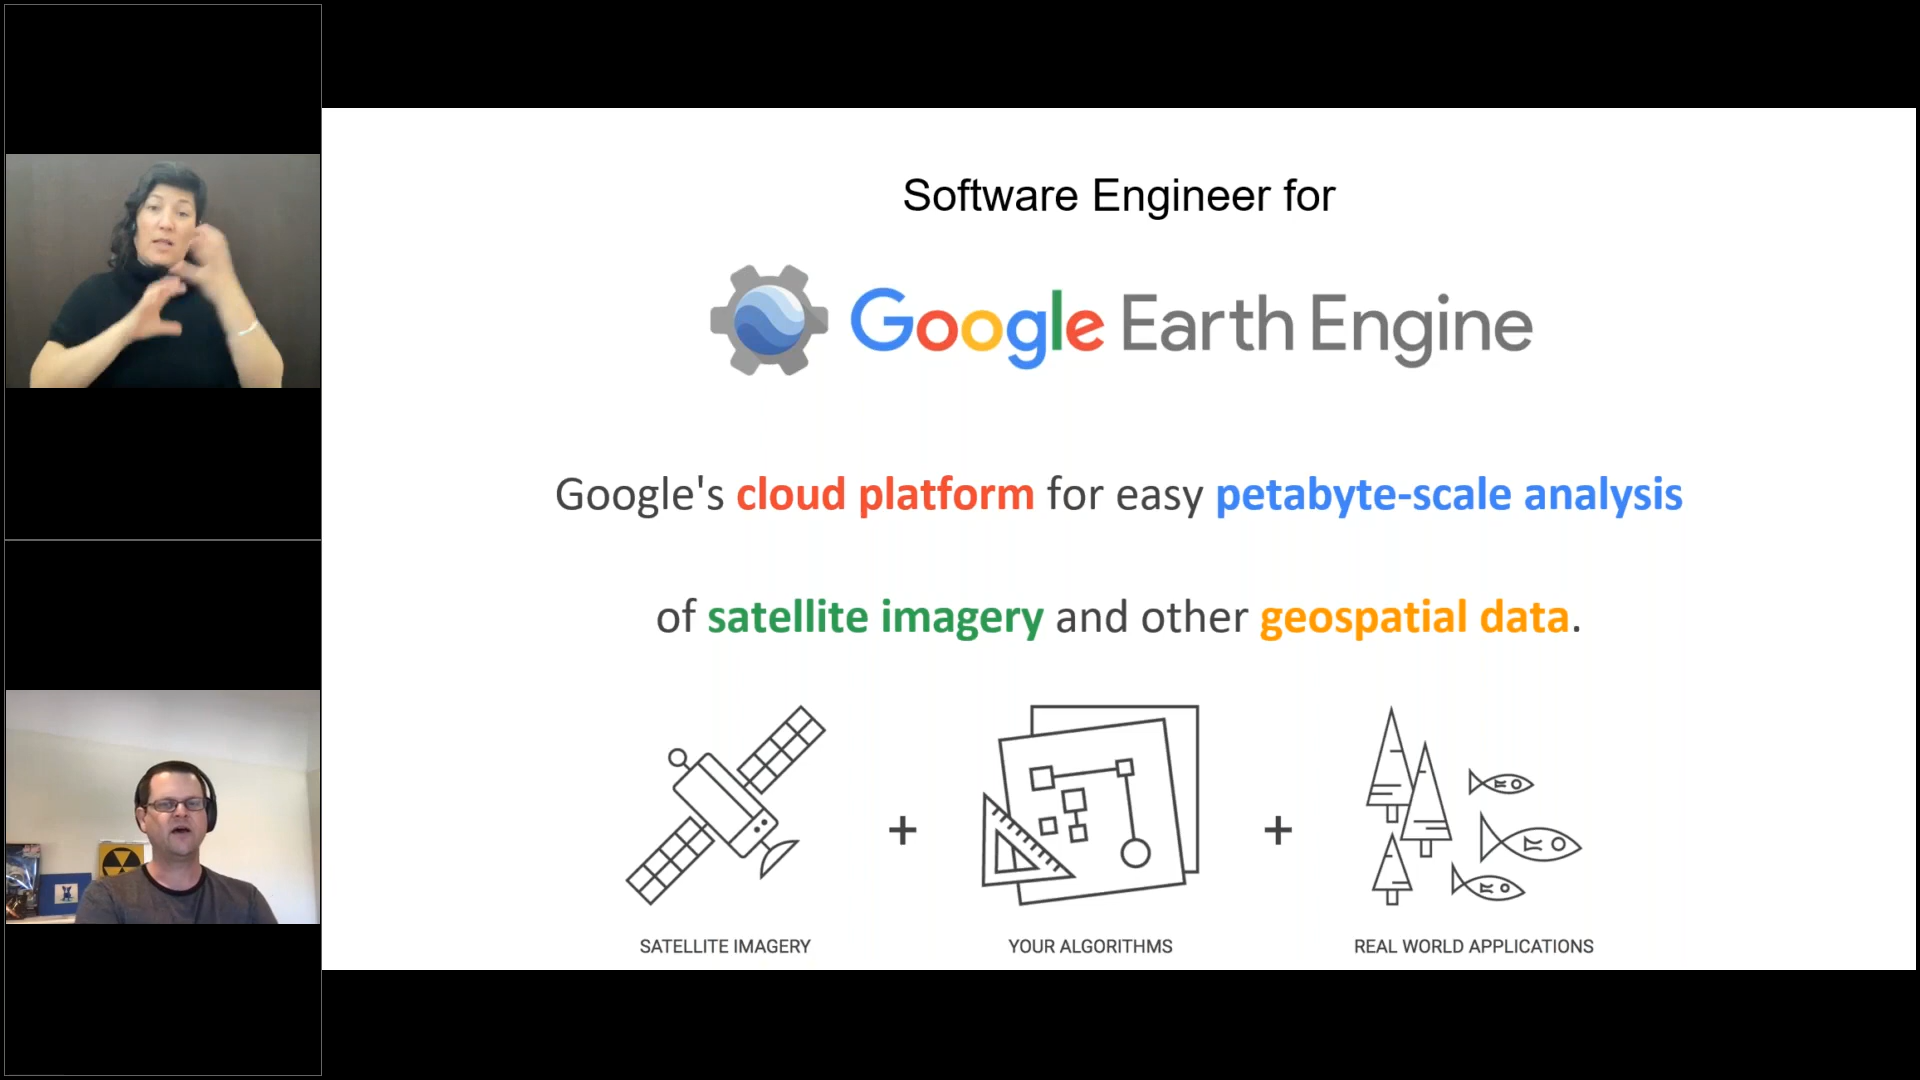 Software Engineer for
Google Earth Engine
Google's cloud platform for easy petabyte-scale analysis
of satellite imagery and other geospatial data.
+
+
SATELLITE IMAGERY
YOUR ALGORITHMS
REAL WORLD APPLICATIONS